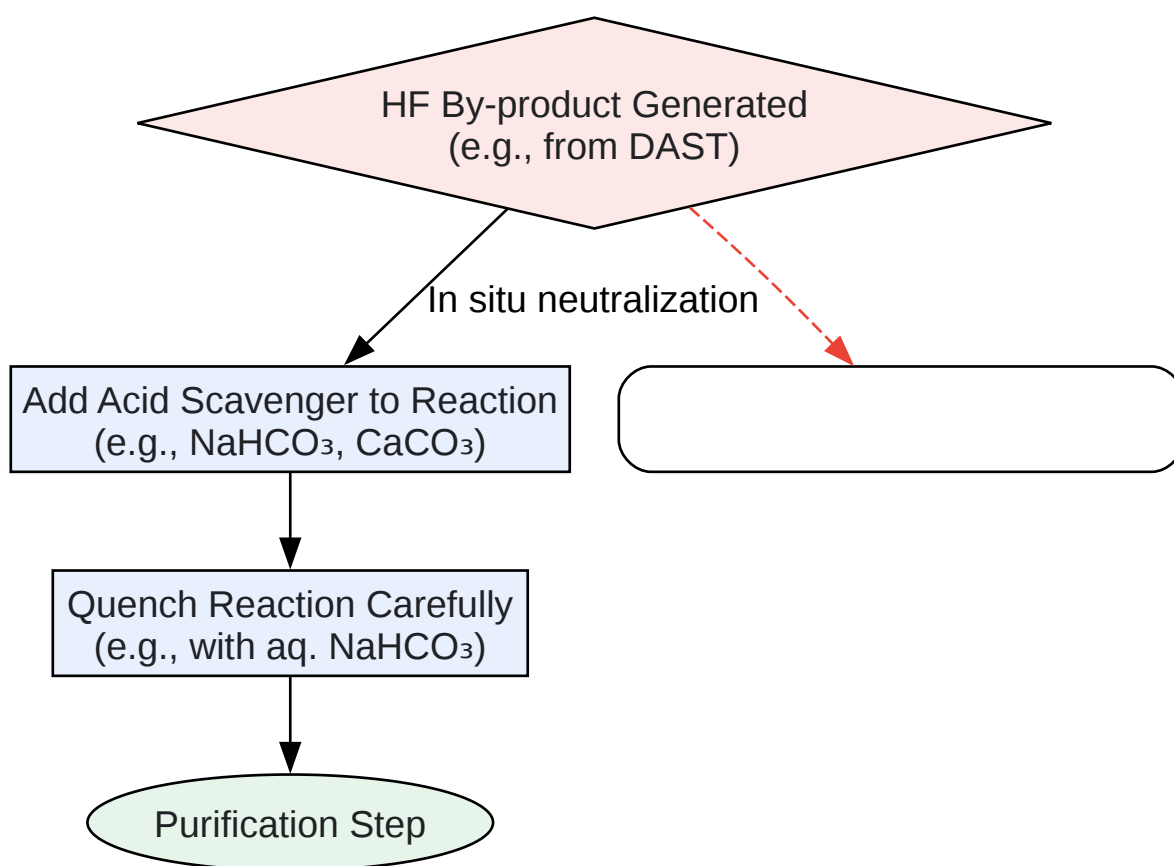 HF By-product Generated
(e.g., from DAST)
In situ neutralization
Add Acid Scavenger to Reaction
(e.g., NaHCO₃, CaCO₃)
Quench Reaction Carefully
(e.g., with aq. NaHCO₃)
Purification Step